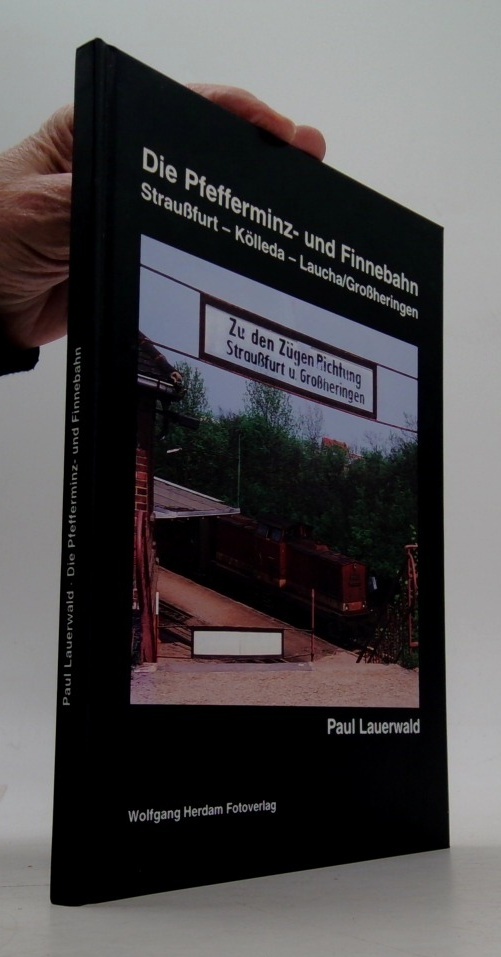 Die Pfefferminz- und Finnebahn
Straußfurt – Kölleda – Laucha/Großheringen
Zu den Zügen Richtung
Straußfurt u. Großheringen
Paul Lauerwald
Wolfgang Herdam Fotoverlag
Paul Lauerwald · Die Pfefferminz- und Finnebahn